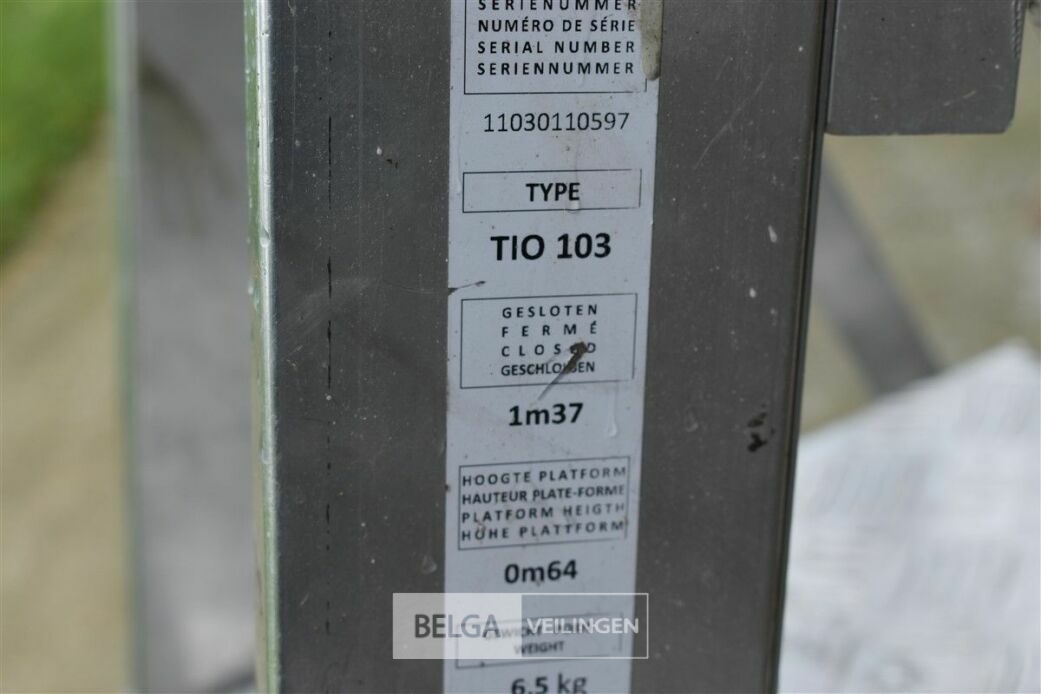 SERIENUMMER
NUMÉRO DE SÉRIE
SERIAL NUMBER
SERIENNUMMER
11030110597
TYPE
TIO 103
GESLOTEN
FERMÉ
CLOSED
GESCHLOSSEN
1m37
HOOGTE PLATFORM
HAUTEUR PLATE-FORME
PLATFORM HEIGTH
HÖHE PLATTFORM
0m64
BELGA VEILINGEN
WEIGHT
6,5 kg